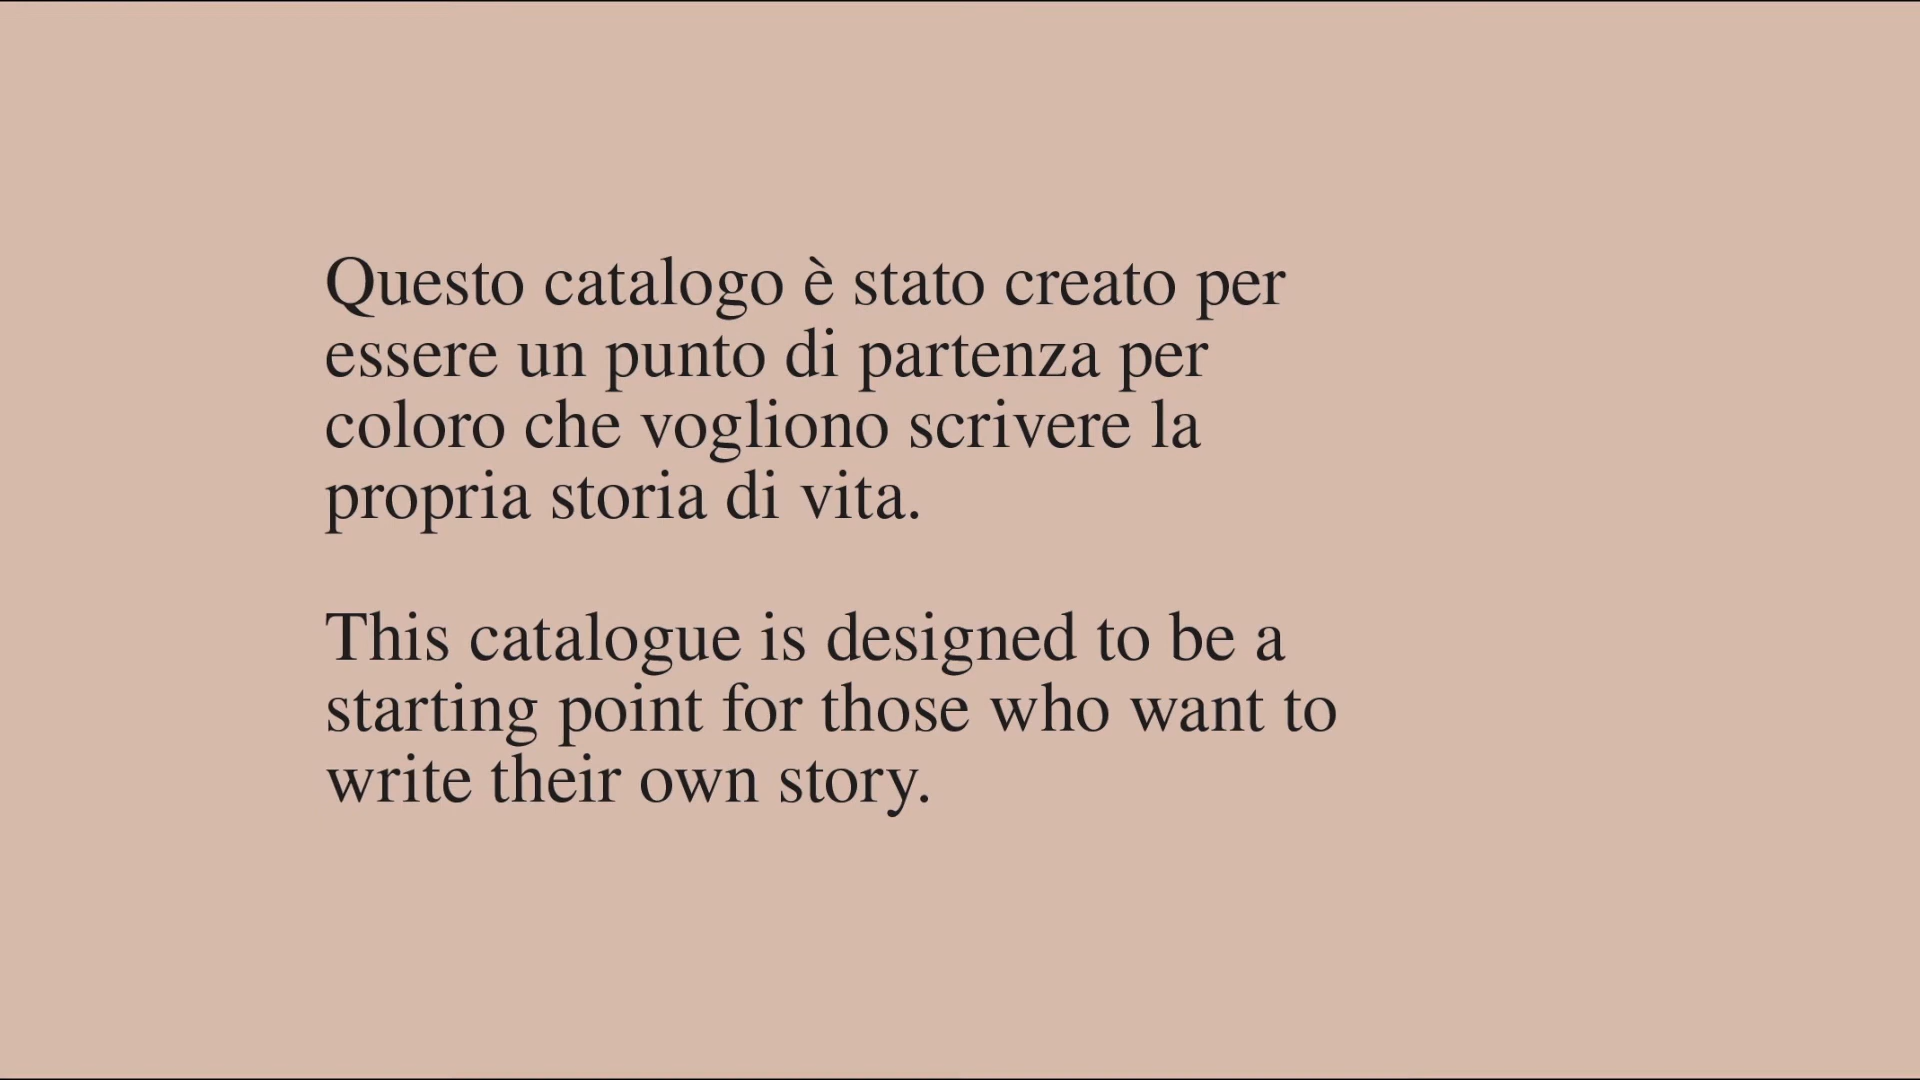 Questo catalogo è stato creato per
essere un punto di partenza per
coloro che vogliono scrivere la
propria storia di vita.
This catalogue is designed to be a
starting point for those who want to
write their own story.